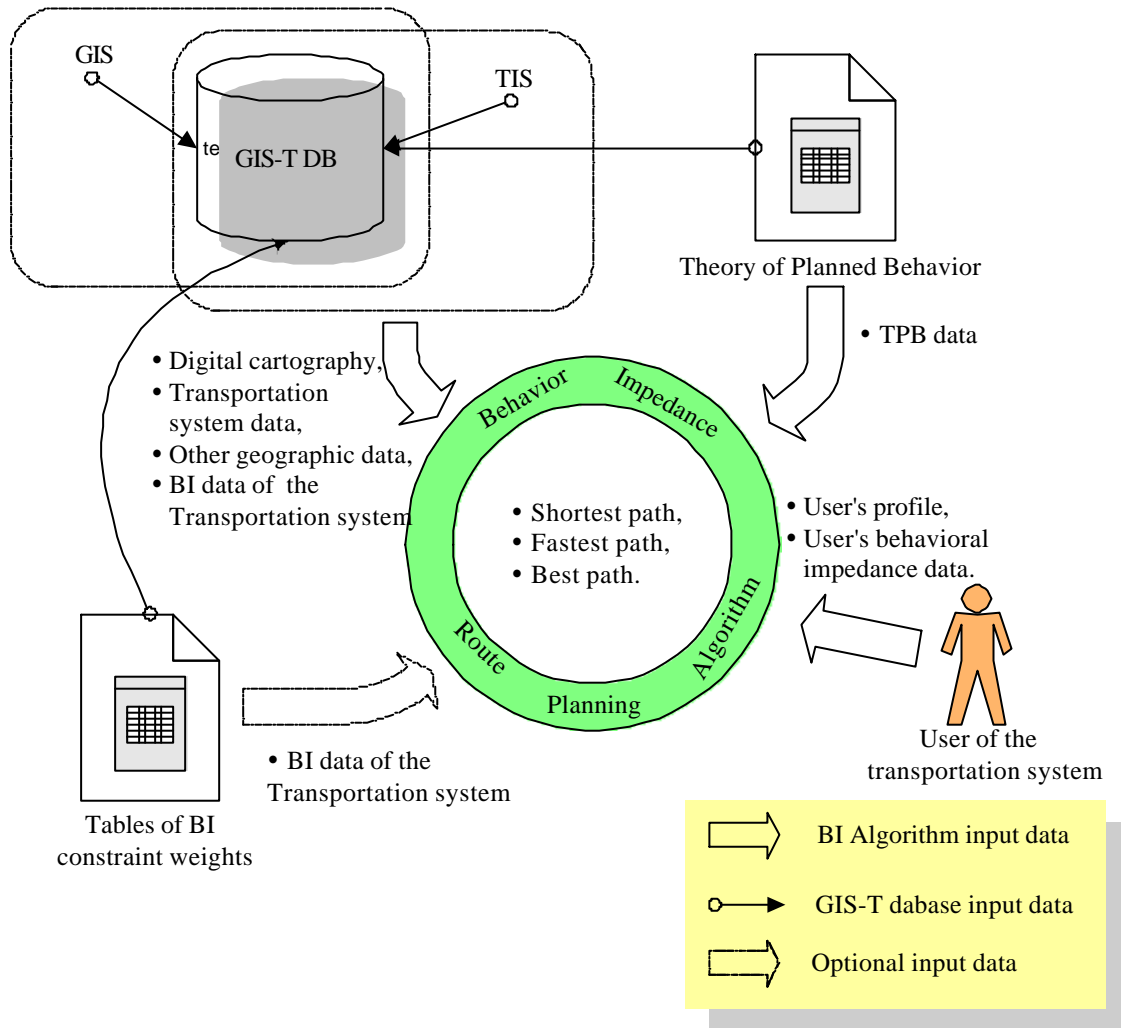 GIS
TIS
te
GIS-T DB
Theory of Planned Behavior
• TPB data
• Digital cartography,
• Transportation
system data,
• Other geographic data,
• BI data of the
Transportation system
Behavior Impedance
Algorithm
Route
Planning
• Shortest path,
• Fastest path,
• Best path.
• User's profile,
• User's behavioral
impedance data.
User of the
transportation system
• BI data of the
Transportation system
Tables of BI
constraint weights
BI Algorithm input data
GIS-T dabase input data
Optional input data